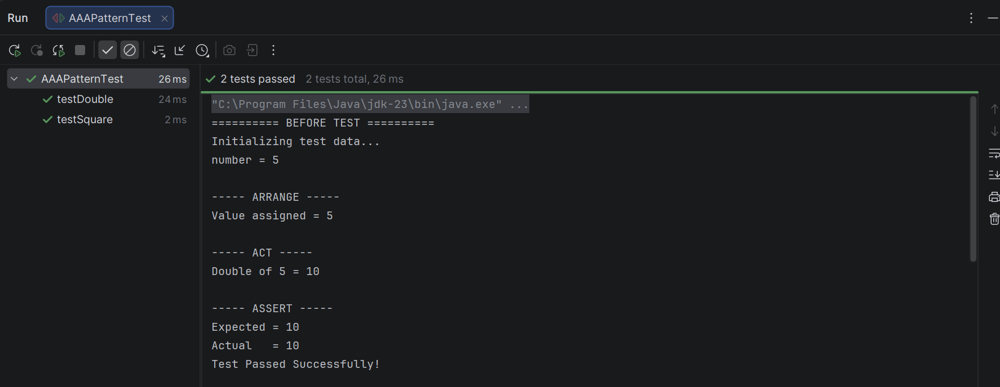 Run AAAPatternTest
AAAPatternTest 26 ms
testDouble 24 ms
testSquare 2 ms
2 tests passed 2 tests total, 26 ms
"C:\Program Files\Java\jdk-23\bin\java.exe" ...
========== BEFORE TEST ==========
Initializing test data...
number = 5
----- ARRANGE -----
Value assigned = 5
----- ACT -----
Double of 5 = 10
----- ASSERT -----
Expected = 10
Actual   = 10
Test Passed Successfully!